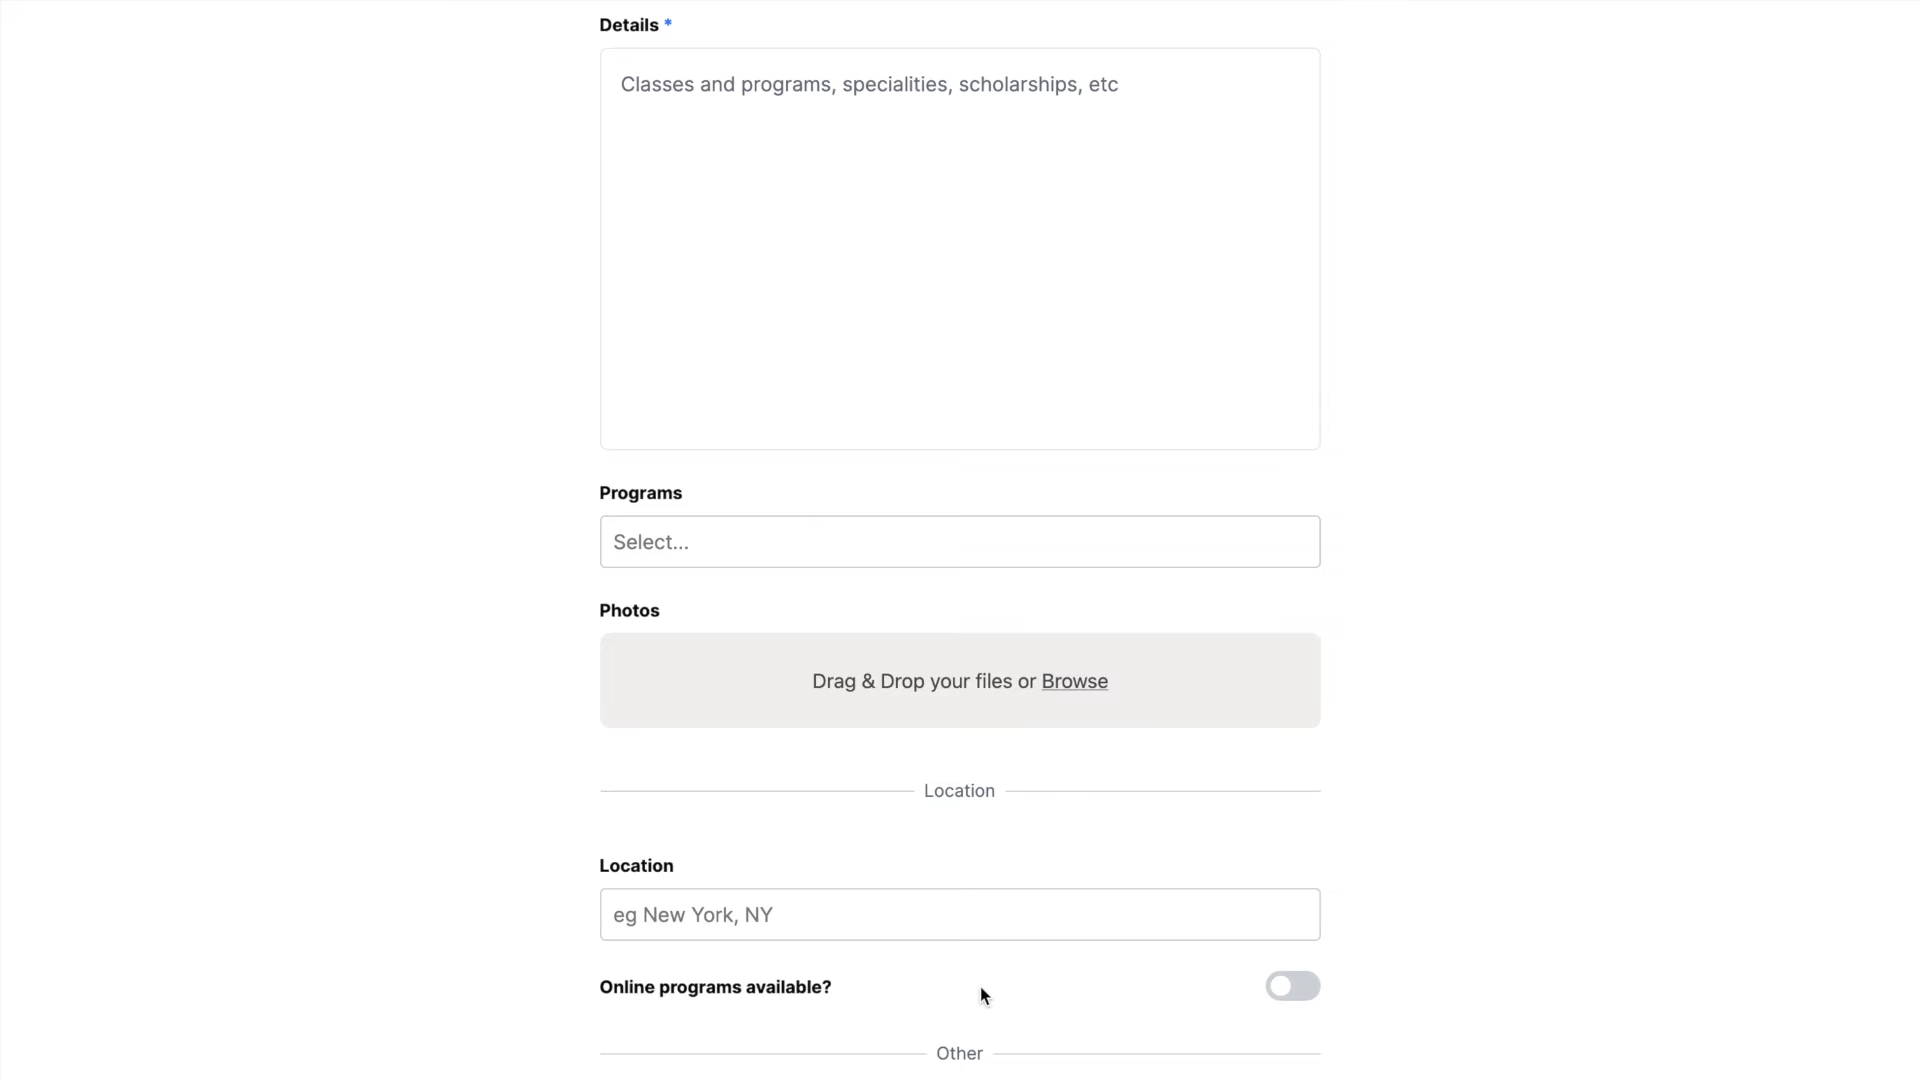 Details *
Classes and programs, specialities, scholarships, etc
Programs
Select...
Photos
Drag & Drop your files or Browse
Location
Location
eg New York, NY
Online programs available?
Other